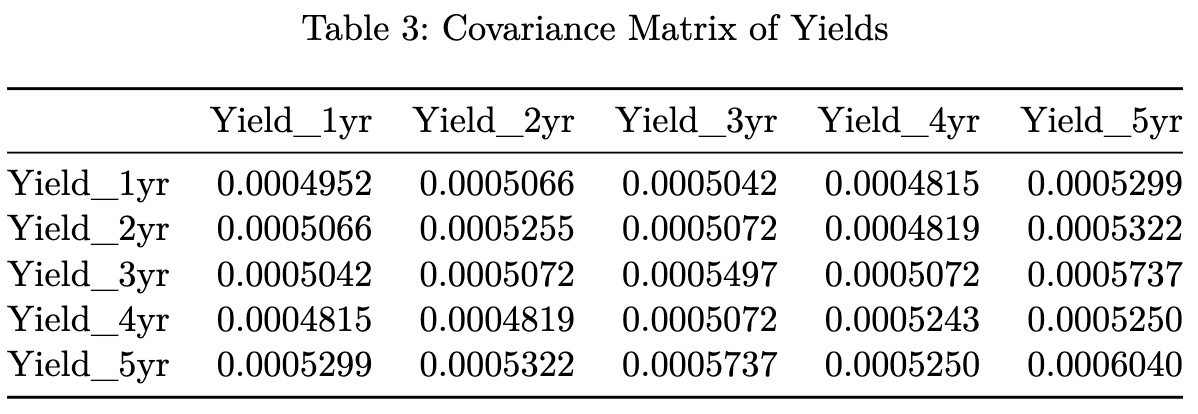 Table 3: Covariance Matrix of Yields
Yield_1yr Yield_2yr Yield_3yr Yield_4yr Yield_5yr
Yield_1yr 0.0004952 0.0005066 0.0005042 0.0004815 0.0005299
Yield_2yr 0.0005066 0.0005255 0.0005072 0.0004819 0.0005322
Yield_3yr 0.0005042 0.0005072 0.0005497 0.0005072 0.0005737
Yield_4yr 0.0004815 0.0004819 0.0005072 0.0005243 0.0005250
Yield_5yr 0.0005299 0.0005322 0.0005737 0.0005250 0.0006040